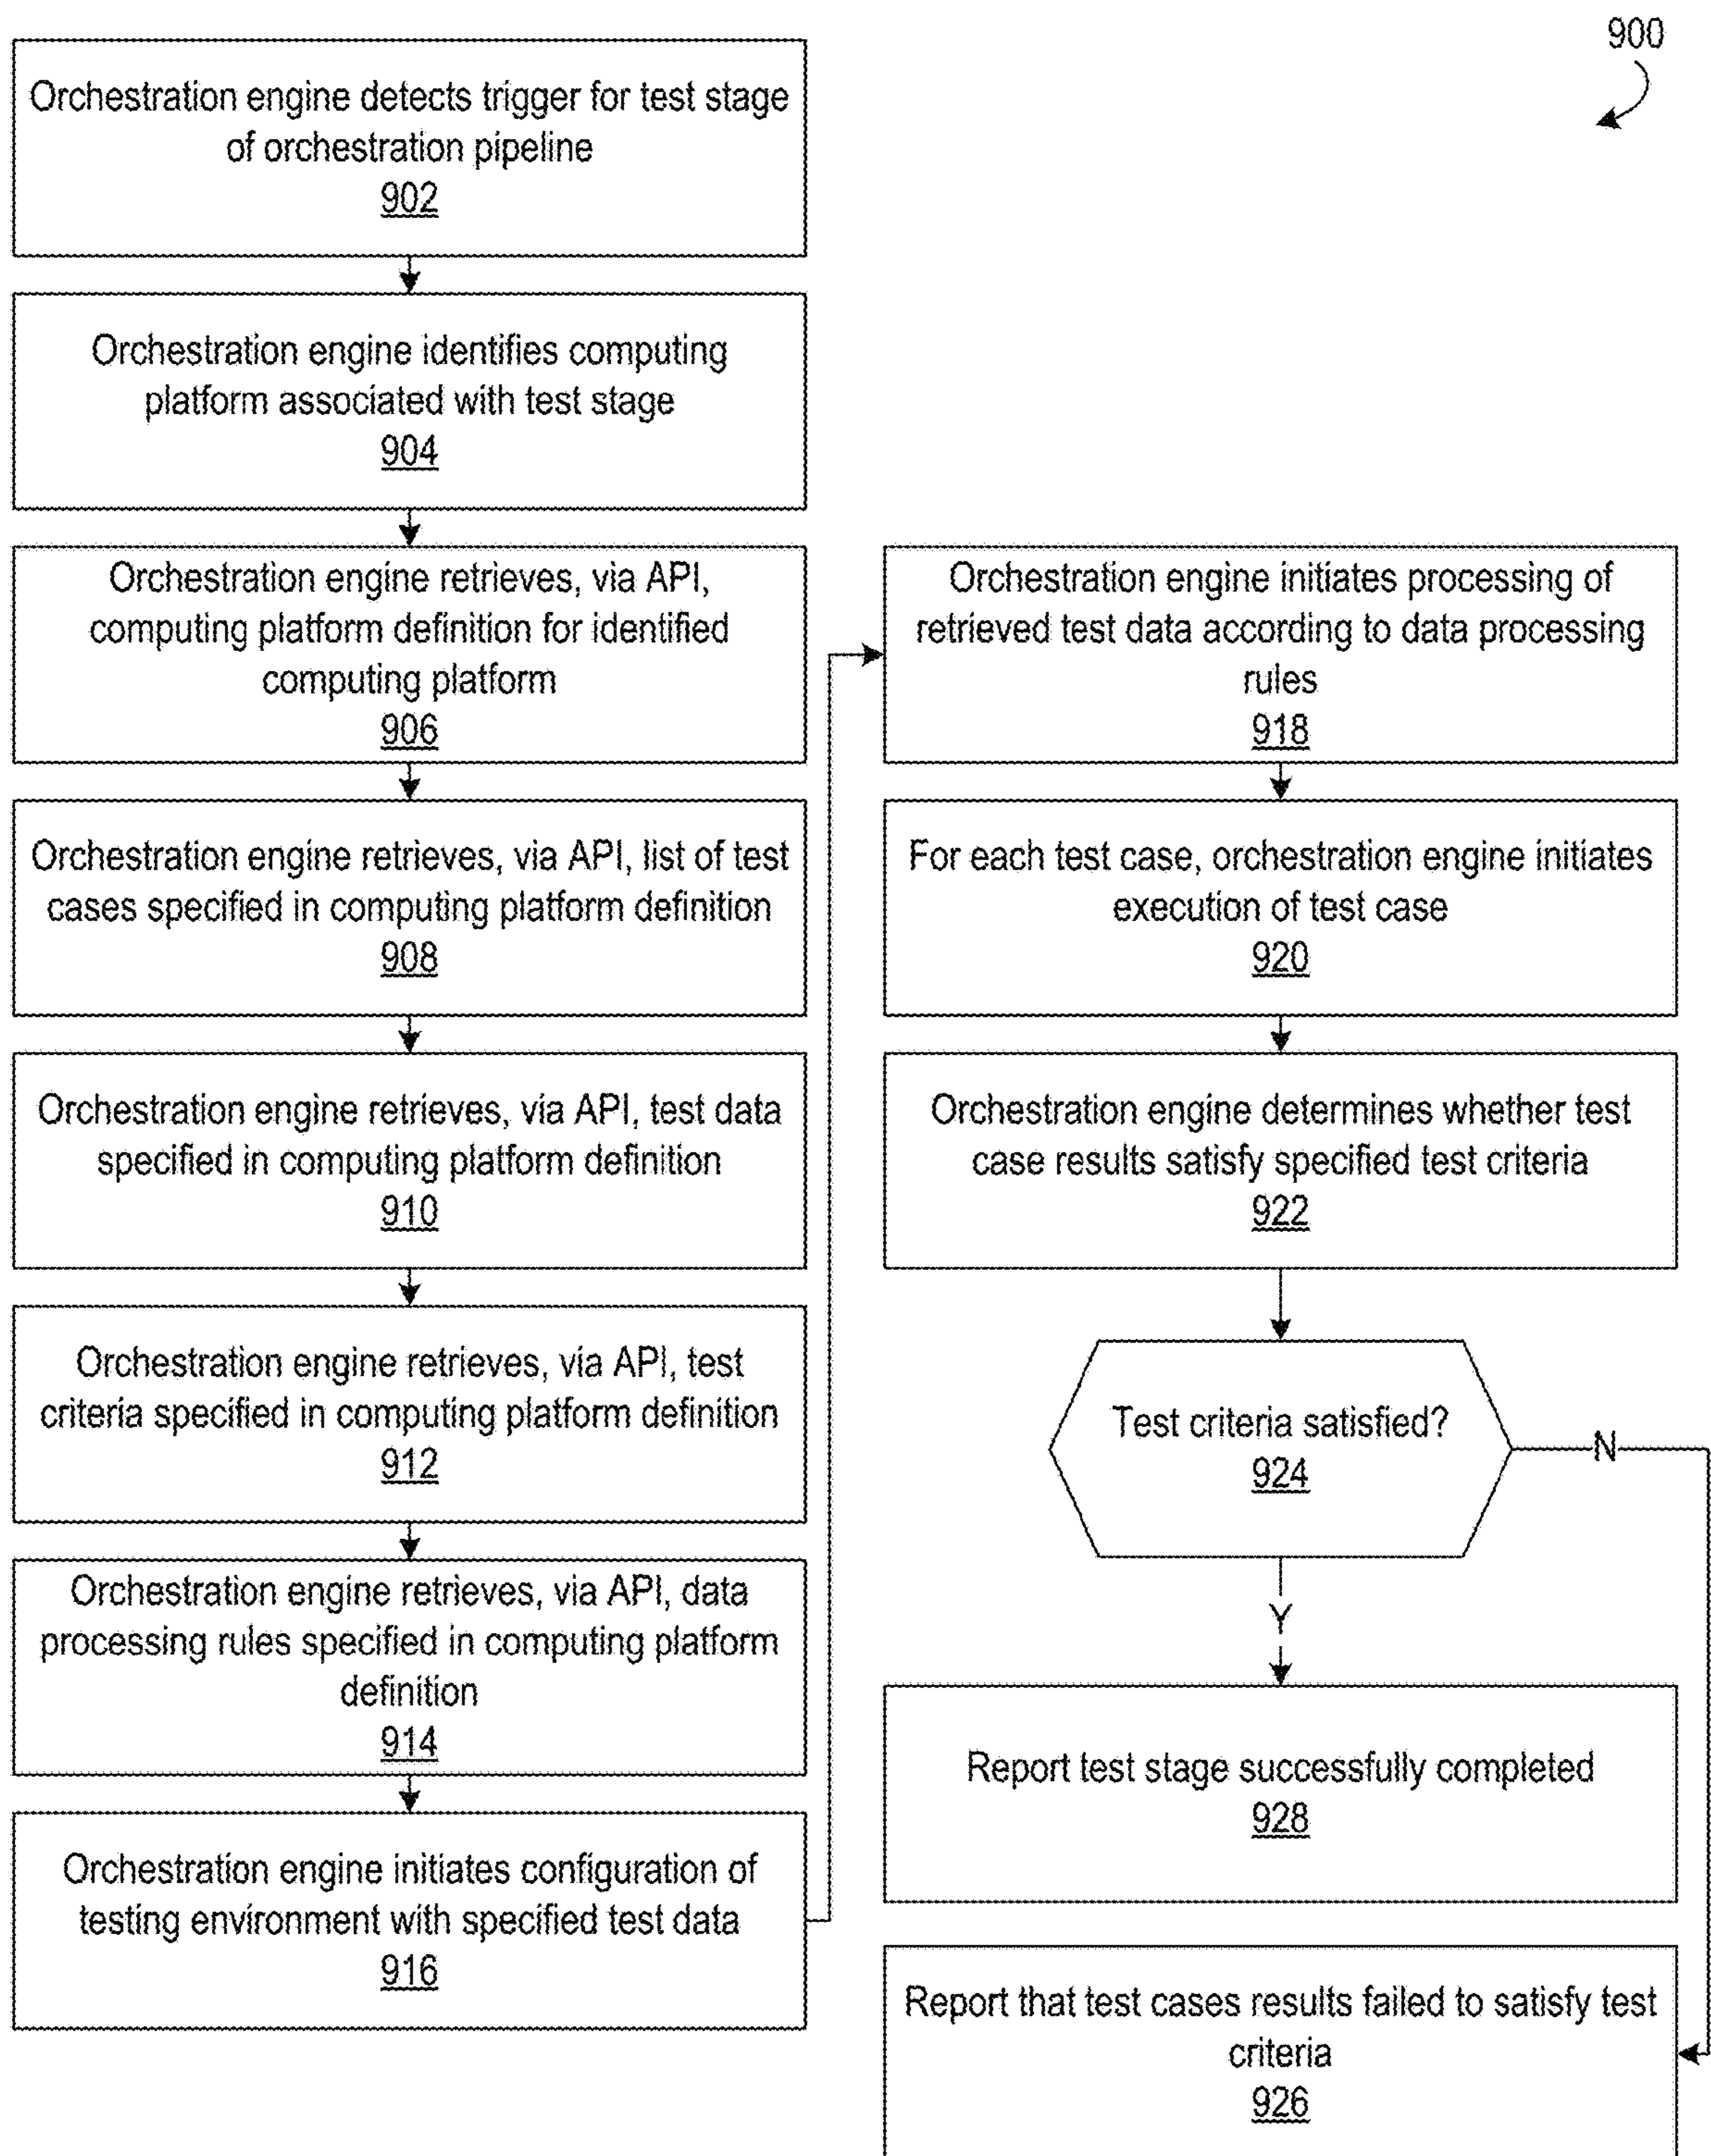 900
Orchestration engine detects trigger for test stage
of orchestration pipeline
902
Orchestration engine identifies computing
platform associated with test stage
904
Orchestration engine retrieves, via API,
computing platform definition for identified
computing platform
906
Orchestration engine retrieves, via API, list of test
cases specified in computing platform definition
908
Orchestration engine retrieves, via API, test data
specified in computing platform definition
910
Orchestration engine retrieves, via API, test
criteria specified in computing platform definition
912
Orchestration engine retrieves, via API, data
processing rules specified in computing platform
definition
914
Orchestration engine initiates configuration of
testing environment with specified test data
916
Orchestration engine initiates processing of
retrieved test data according to data processing
rules
918
For each test case, orchestration engine initiates
execution of test case
920
Orchestration engine determines whether test
case results satisfy specified test criteria
922
Test criteria satisfied?
924
N
Y
Report test stage successfully completed
928
Report that test cases results failed to satisfy test
criteria
926